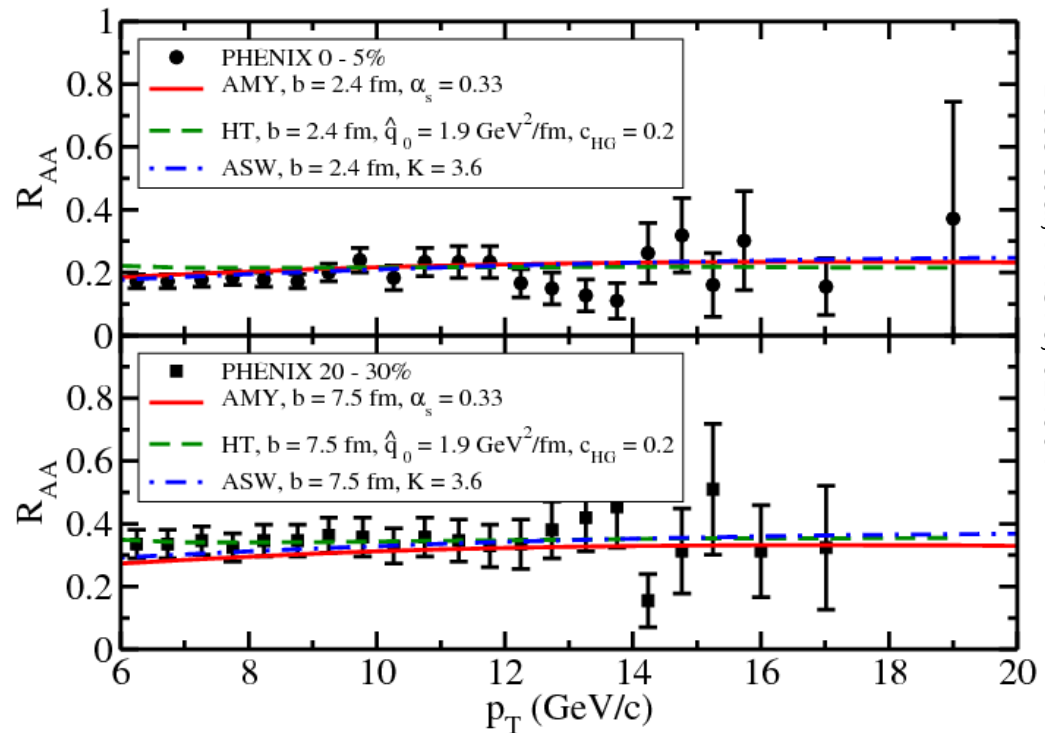 1
0.8
0.6
0.4
0.2
0
R_AA
PHENIX 0 - 5%
AMY, b = 2.4 fm, α_s = 0.33
HT, b = 2.4 fm, q̂_0 = 1.9 GeV²/fm, c_HG = 0.2
ASW, b = 2.4 fm, K = 3.6
0.8
0.6
0.4
0.2
0
R_AA
PHENIX 20 - 30%
AMY, b = 7.5 fm, α_s = 0.33
HT, b = 7.5 fm, q̂_0 = 1.9 GeV²/fm, c_HG = 0.2
ASW, b = 7.5 fm, K = 3.6
6 8 10 12 14 16 18 20
p_T (GeV/c)